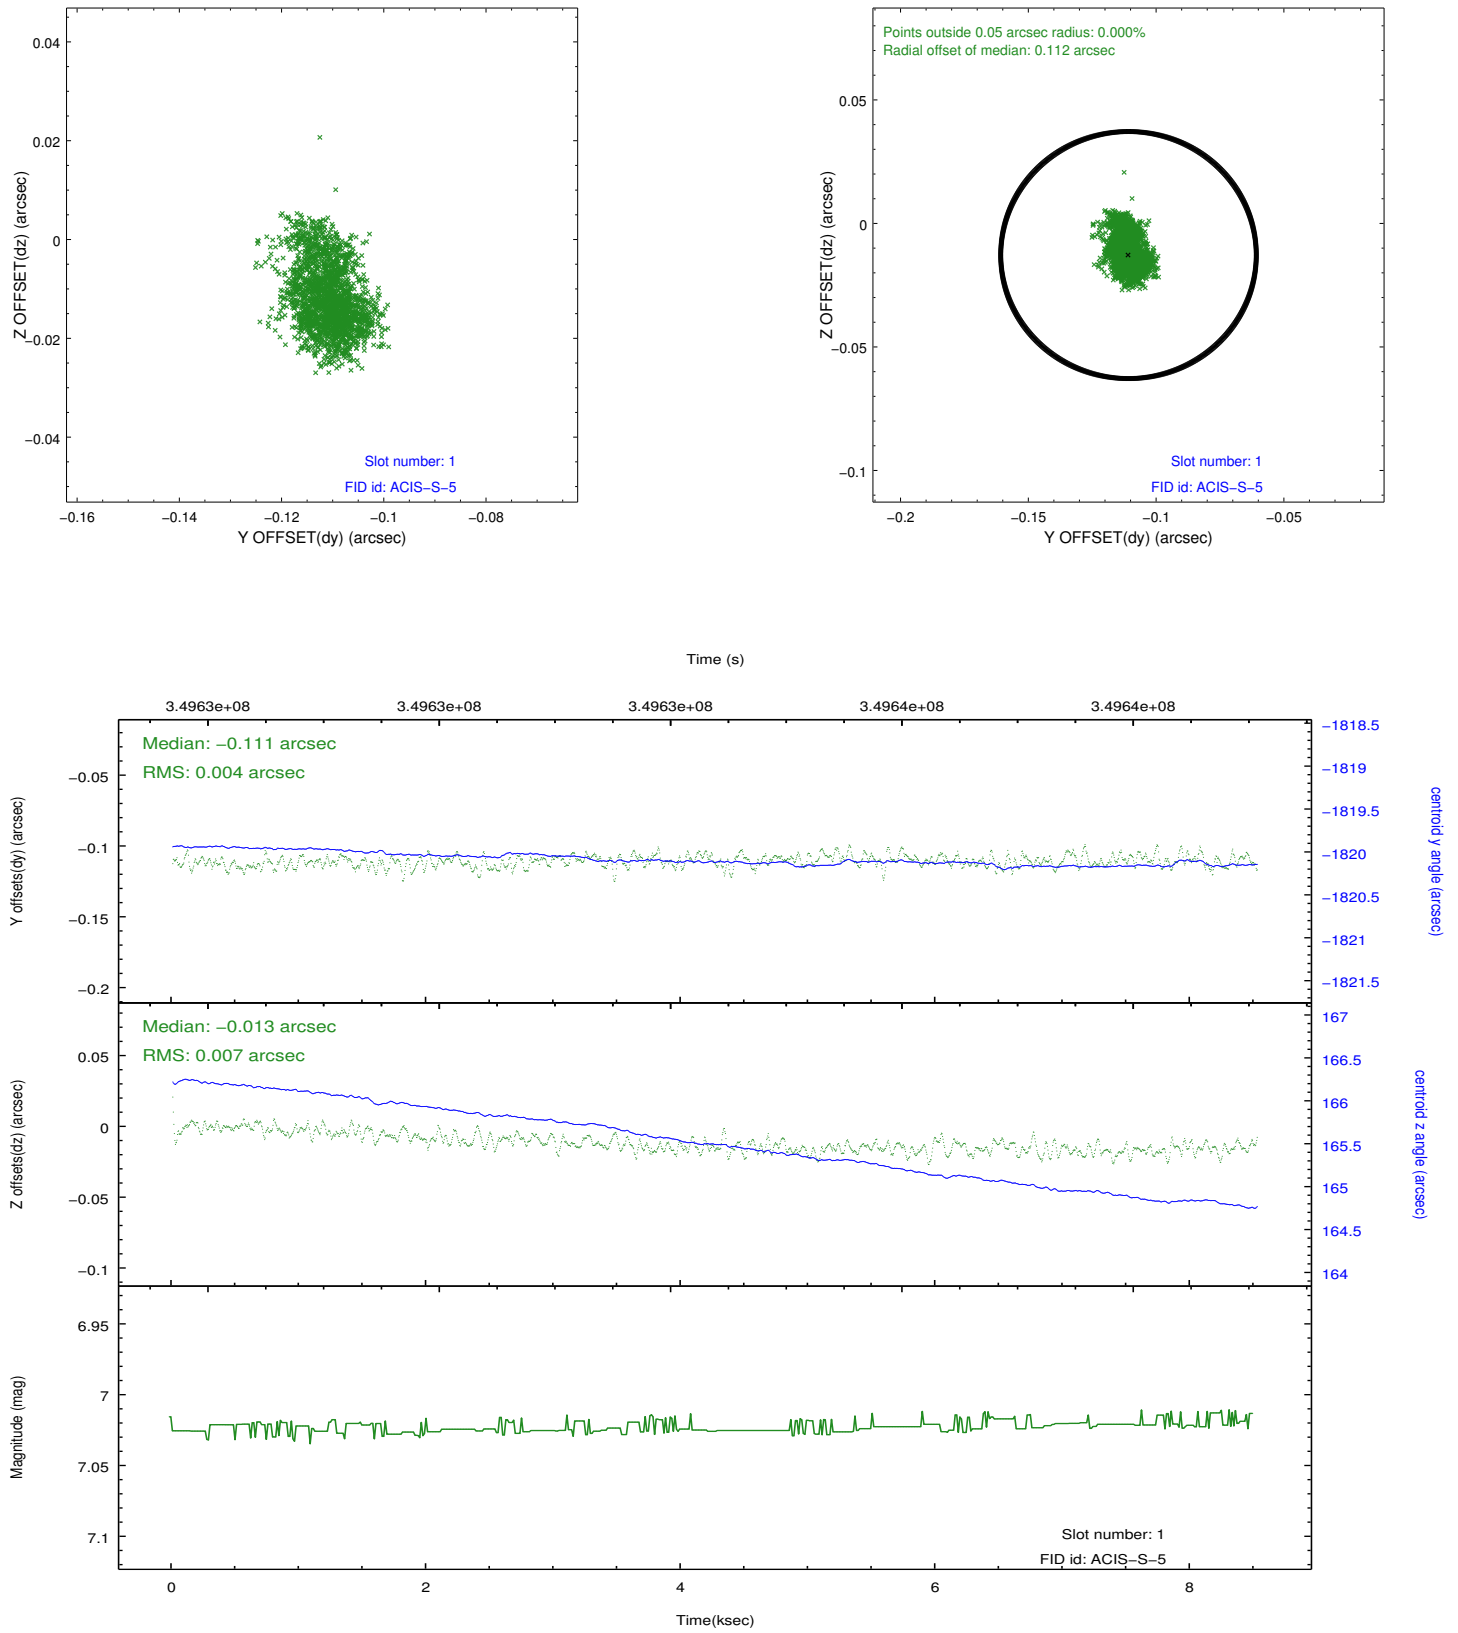 0.04
0.02
0
−0.02
−0.04
Z OFFSET(dz) (arcsec)
Slot number: 1
FID id: ACIS−S−5
−0.16 −0.14 −0.12 −0.1 −0.08
Y OFFSET(dy) (arcsec)
Points outside 0.05 arcsec radius: 0.000%
Radial offset of median: 0.112 arcsec
0.05
0
−0.05
−0.1
Z OFFSET(dz) (arcsec)
Slot number: 1
FID id: ACIS−S−5
−0.2 −0.15 −0.1 −0.05
Y OFFSET(dy) (arcsec)
Time (s)
3.4963e+08 3.4963e+08 3.4963e+08 3.4964e+08 3.4964e+08
Median: −0.111 arcsec
RMS: 0.004 arcsec
−0.05
−0.1
−0.15
−0.2
Y offsets(dy) (arcsec)
−1818.5
−1819
−1819.5
−1820
−1820.5
−1821
−1821.5
centroid y angle (arcsec)
Median: −0.013 arcsec
RMS: 0.007 arcsec
0.05
0
−0.05
−0.1
Z offsets(dz) (arcsec)
167
166.5
166
165.5
165
164.5
164
centroid z angle (arcsec)
6.95
7
7.05
7.1
Magnitude (mag)
Slot number: 1
FID id: ACIS−S−5
0 2 4 6 8
Time(ksec)